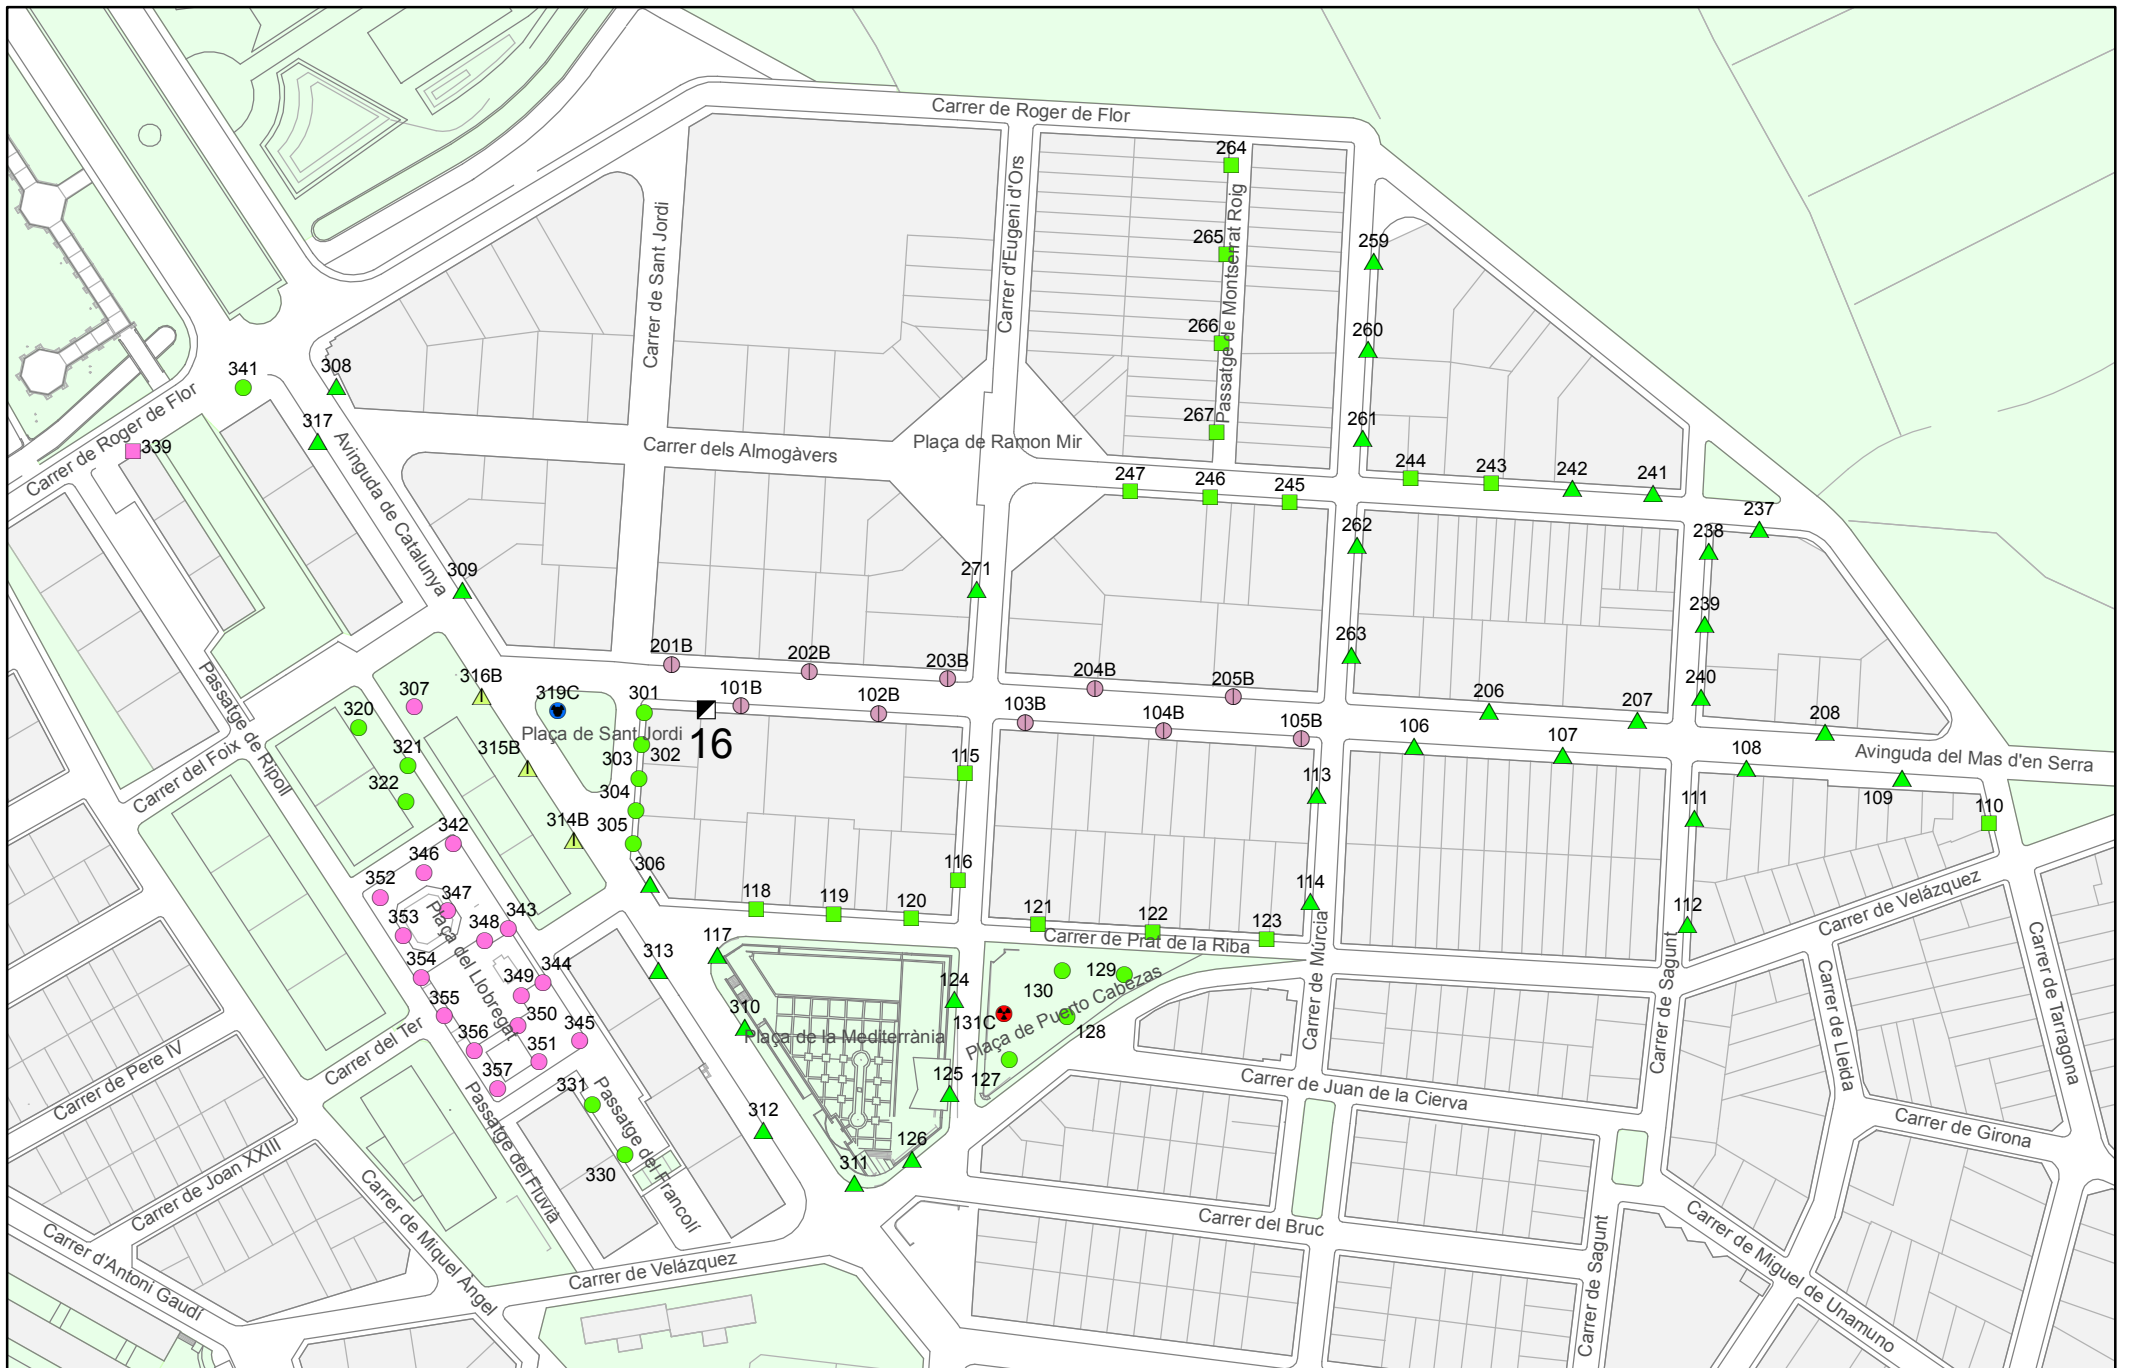 Carrer de Roger de Flor
264
Carrer d'Eugeni d'Ors
Passatge de Montserrat Roig
Carrer de Sant Jordi
265
259
266
260
341
308
Carrer de Roger de Flor
317
339
267
261
Avinguda de Catalunya
Carrer dels Almogàvers
Plaça de Ramon Mir
247
246
245
244
243
242
241
237
238
262
309
271
239
263
201B
202B
203B
204B
205B
206
207
240
208
Passatge de Ripoll
316B
307
319C
301
101B
102B
103B
104B
105B
106
107
108
Avinguda del Mas d'en Serra
320
Plaça de Sant Jordi
16
321
315B
303
302
115
113
Carrer del Foix
322
304
109
111
110
314B
305
342
346
306
116
352
347
118
119
120
121
122
123
114
112
Carrer de Velázquez
353
348
343
Plaça del Llobregat
Carrer de Prat de la Riba
Carrer de Múrcia
Carrer de Sagunt
Carrer de Lleida
Carrer de Tarragona
354
344
313
117
124
129
130
349
355
350
310
131C
Plaça de Puerto Cabezas
128
Plaça de la Mediterrània
356
345
351
Carrer del Ter
Carrer de Pere IV
357
331
125
127
Carrer de Juan de la Cierva
Passatge del Fluvià
Passatge del Francolí
312
126
Carrer de Girona
Carrer de Joan XXIII
330
311
Carrer de Miquel Àngel
Carrer del Bruc
Carrer de Sagunt
Carrer de Miguel de Unamuno
Carrer d'Antoni Gaudí
Carrer de Velázquez